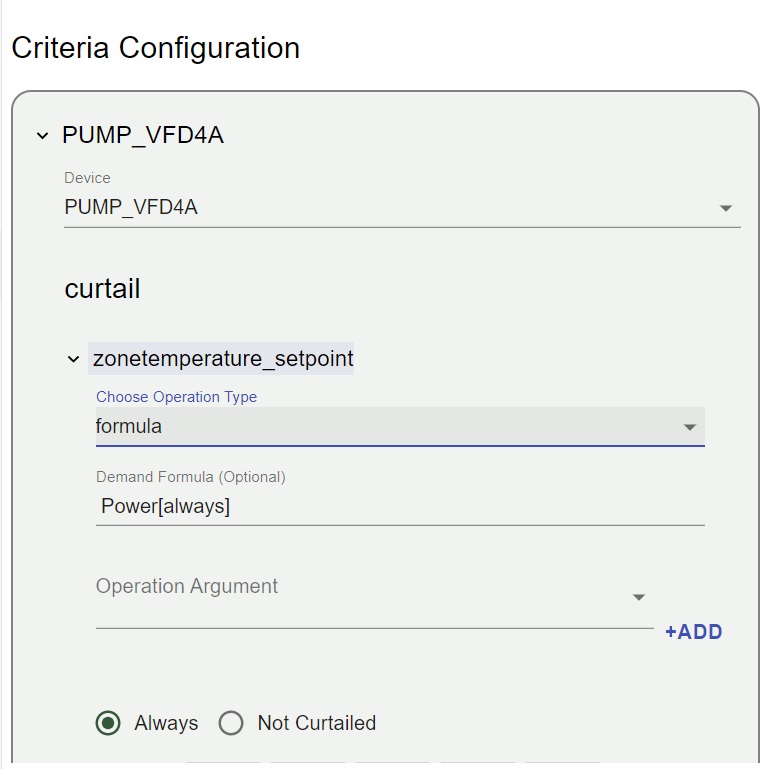 Criteria Configuration
PUMP_VFD4A
Device
PUMP_VFD4A
curtail
zonetemperature_setpoint
Choose Operation Type
formula
Demand Formula (Optional)
Power[always]
Operation Argument
+ADD
Always Not Curtailed